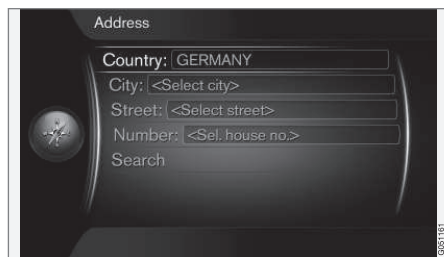 Address
Country: GERMANY
City: <Select city>
Street: <Select street>
Number: <Sel. house no.>
Search
G051161